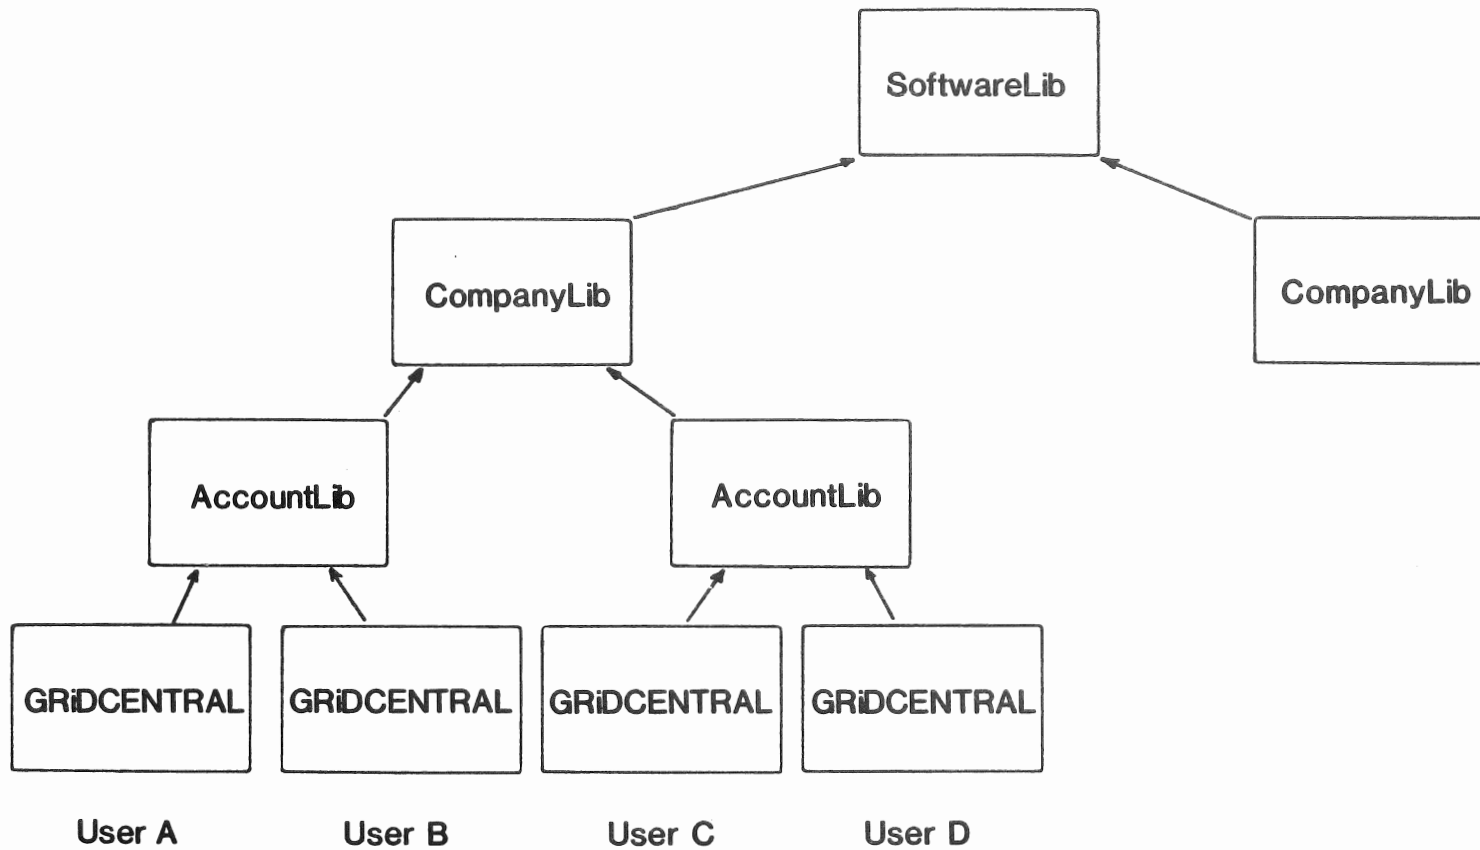 SoftwareLib
CompanyLib
CompanyLib
AccountLib
AccountLib
GRiDCENTRAL
GRiDCENTRAL
GRiDCENTRAL
GRiDCENTRAL
User A
User B
User C
User D